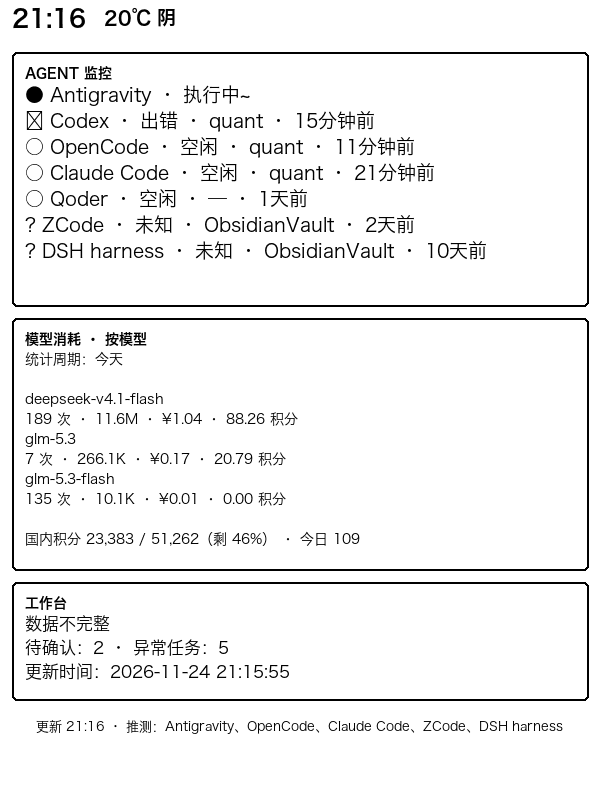 21:16 20℃ 阴
AGENT 监控
● Antigravity · 执行中~
☒ Codex · 出错 · quant · 15分钟前
○ OpenCode · 空闲 · quant · 11分钟前
○ Claude Code · 空闲 · quant · 21分钟前
○ Qoder · 空闲 · — · 1天前
? ZCode · 未知 · ObsidianVault · 2天前
? DSH harness · 未知 · ObsidianVault · 10天前
模型消耗 · 按模型
统计周期：今天
deepseek-v4.1-flash
189 次 · 11.6M · ¥1.04 · 88.26 积分
glm-5.3
7 次 · 266.1K · ¥0.17 · 20.79 积分
glm-5.3-flash
135 次 · 10.1K · ¥0.01 · 0.00 积分
国内积分 23,383 / 51,262（剩 46%） · 今日 109
工作台
数据不完整
待确认：2 · 异常任务：5
更新时间：2026-11-24 21:15:55
更新 21:16 · 推测：Antigravity、OpenCode、Claude Code、ZCode、DSH harness